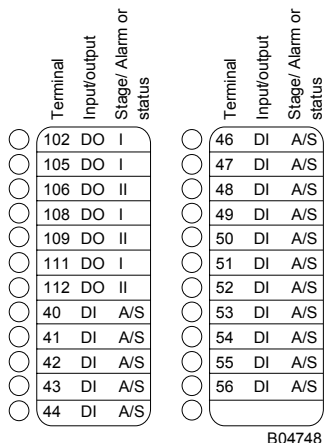 Terminal
Input/output
Stage/ Alarm or
status
102 DO I
105 DO I
106 DO II
108 DO I
109 DO II
111 DO I
112 DO II
40 DI A/S
41 DI A/S
42 DI A/S
43 DI A/S
44 DI A/S
Terminal
Input/output
Stage/ Alarm or
status
46 DI A/S
47 DI A/S
48 DI A/S
49 DI A/S
50 DI A/S
51 DI A/S
52 DI A/S
53 DI A/S
54 DI A/S
55 DI A/S
56 DI A/S
B04748